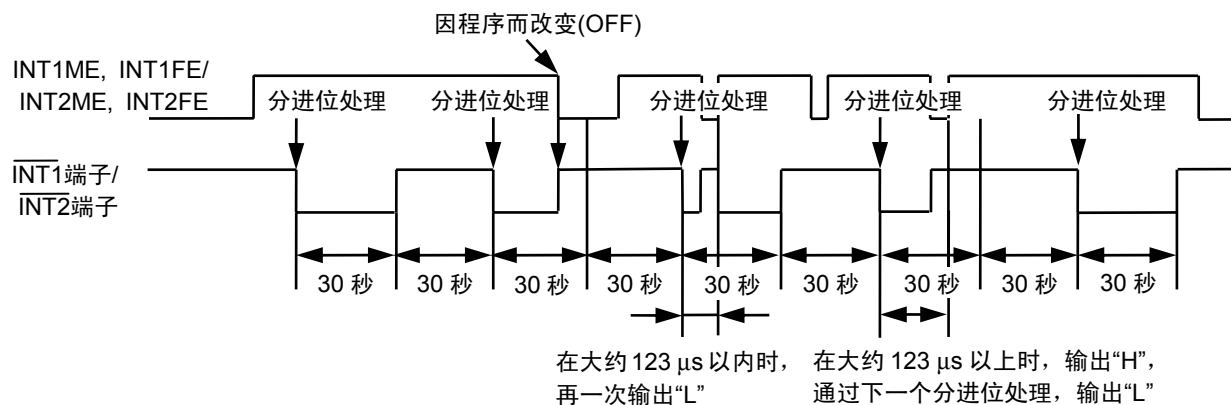 因程序而改变(OFF)
INT1ME, INT1FE/
INT2ME, INT2FE
分进位处理 分进位处理 分进位处理 分进位处理 分进位处理
INT1端子/
INT2端子
30 秒 30 秒 30 秒 30 秒 30 秒 30 秒 30 秒 30 秒 30 秒
在大约 123 μs 以内时，
再一次输出“L”
在大约 123 μs 以上时，输出“H”，
通过下一个分进位处理，输出“L”